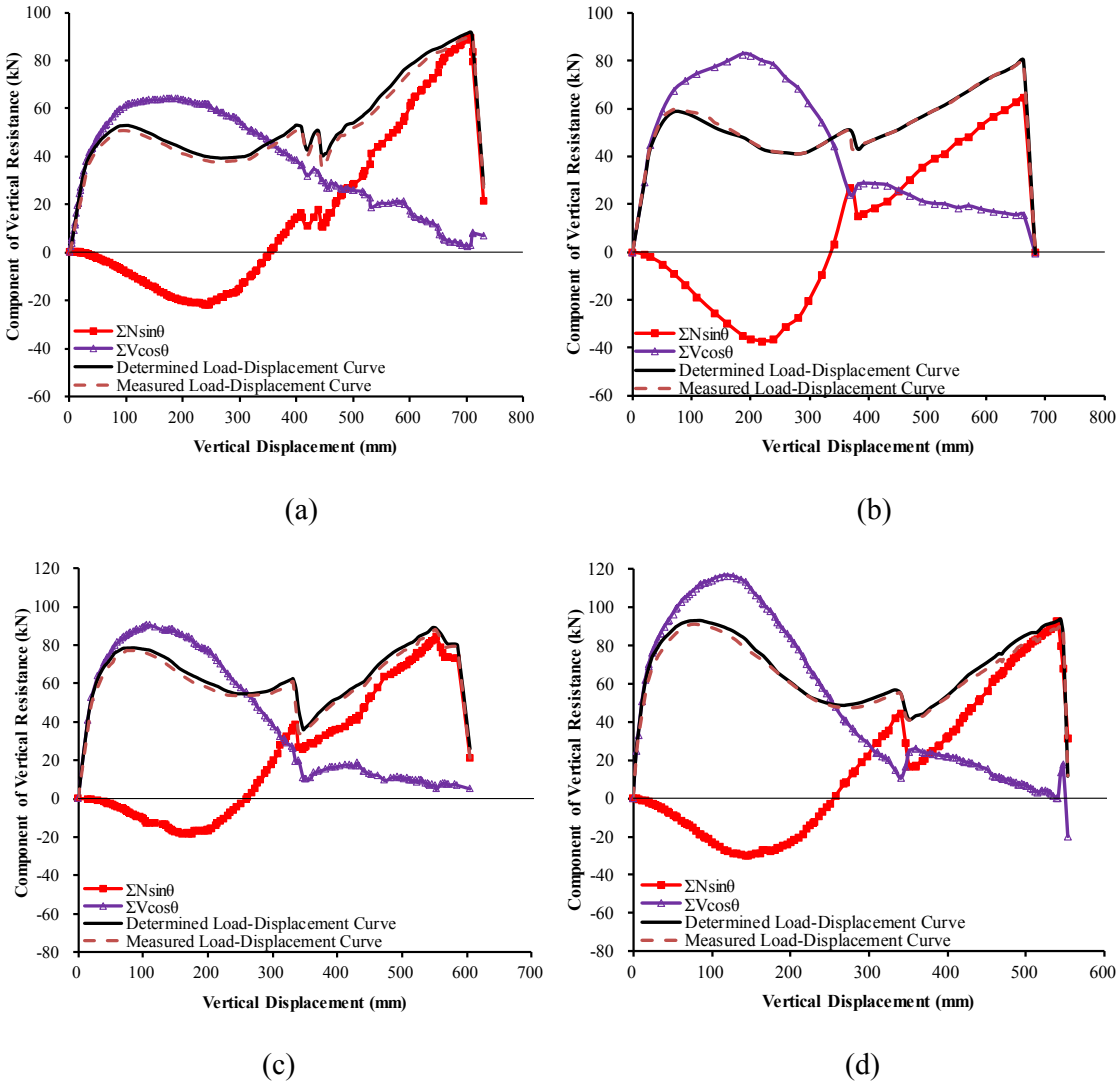 Component of Vertical Resistance (kN)
100
80
60
40
20
0
-20
-40
-60
ΣNsinθ
ΣVcosθ
Determined Load-Displacement Curve
Measured Load-Displacement Curve
0 100 200 300 400 500 600 700 800
Vertical Displacement (mm)
(a)
Component of Vertical Resistance (kN)
100
80
60
40
20
0
-20
-40
-60
ΣNsinθ
ΣVcosθ
Determined Load-Displacement Curve
Measured Load-Displacement Curve
0 100 200 300 400 500 600 700 800
Vertical Displacement (mm)
(b)
Component of Vertical Resistance (kN)
120
100
80
60
40
20
0
-20
-40
-60
-80
ΣNsinθ
ΣVcosθ
Determined Load-Displacement Curve
Measured Load-Displacement Curve
0 100 200 300 400 500 600 700
Vertical Displacement (mm)
(c)
Component of Vertical Resistance (kN)
120
100
80
60
40
20
0
-20
-40
-60
-80
ΣNsinθ
ΣVcosθ
Determined Load-Displacement Curve
Measured Load-Displacement Curve
0 100 200 300 400 500 600
Vertical Displacement (mm)
(d)